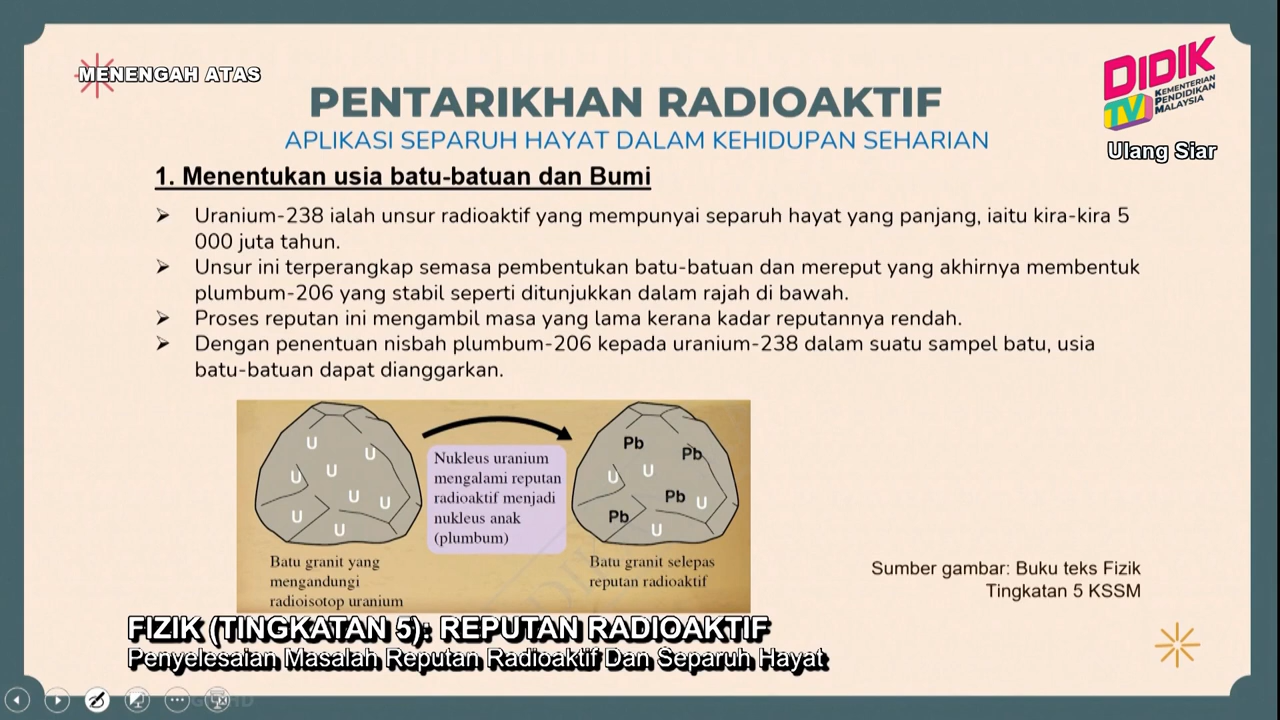 MENENGAH ATAS
DIDIK
TV
KEMENTERIAN
PENDIDIKAN
MALAYSIA
Ulang Siar
PENTARIKHAN RADIOAKTIF
APLIKASI SEPARUH HAYAT DALAM KEHIDUPAN SEHARIAN
1. Menentukan usia batu-batuan dan Bumi
➤ Uranium-238 ialah unsur radioaktif yang mempunyai separuh hayat yang panjang, iaitu kira-kira 5
000 juta tahun.
➤ Unsur ini terperangkap semasa pembentukan batu-batuan dan mereput yang akhirnya membentuk
plumbum-206 yang stabil seperti ditunjukkan dalam rajah di bawah.
➤ Proses reputan ini mengambil masa yang lama kerana kadar reputannya rendah.
➤ Dengan penentuan nisbah plumbum-206 kepada uranium-238 dalam suatu sampel batu, usia
batu-batuan dapat dianggarkan.
U
U
U
U
U
U
U
U
Nukleus uranium
mengalami reputan
radioaktif menjadi
nukleus anak
(plumbum)
Pb
Pb
U
U
Pb
U
Pb
U
Batu granit yang
mengandungi
radioisotop uranium
Batu granit selepas
reputan radioaktif
Sumber gambar: Buku teks Fizik
Tingkatan 5 KSSM
FIZIK (TINGKATAN 5): REPUTAN RADIOAKTIF
Penyelesaian Masalah Reputan Radioaktif Dan Separuh Hayat